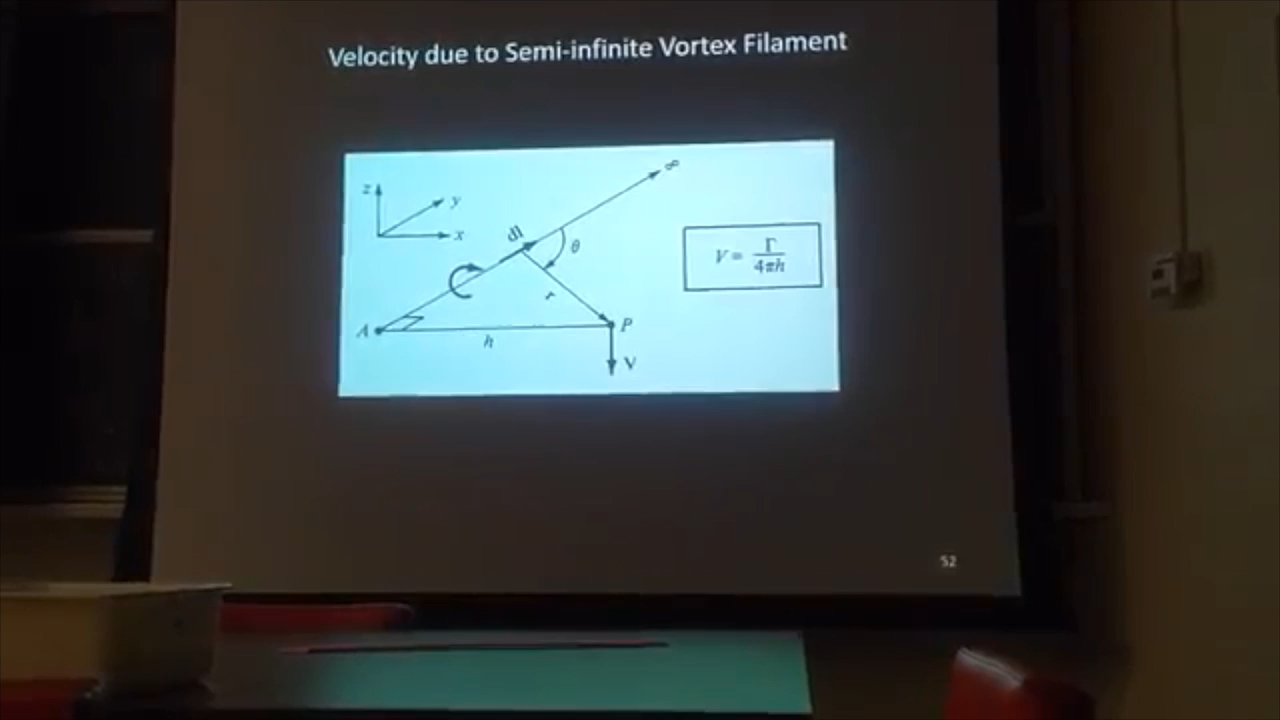 Velocity due to Semi-infinite Vortex Filament
∞
z
y
x
dl
θ
V = Γ
4πh
r
A
P
h
V
52